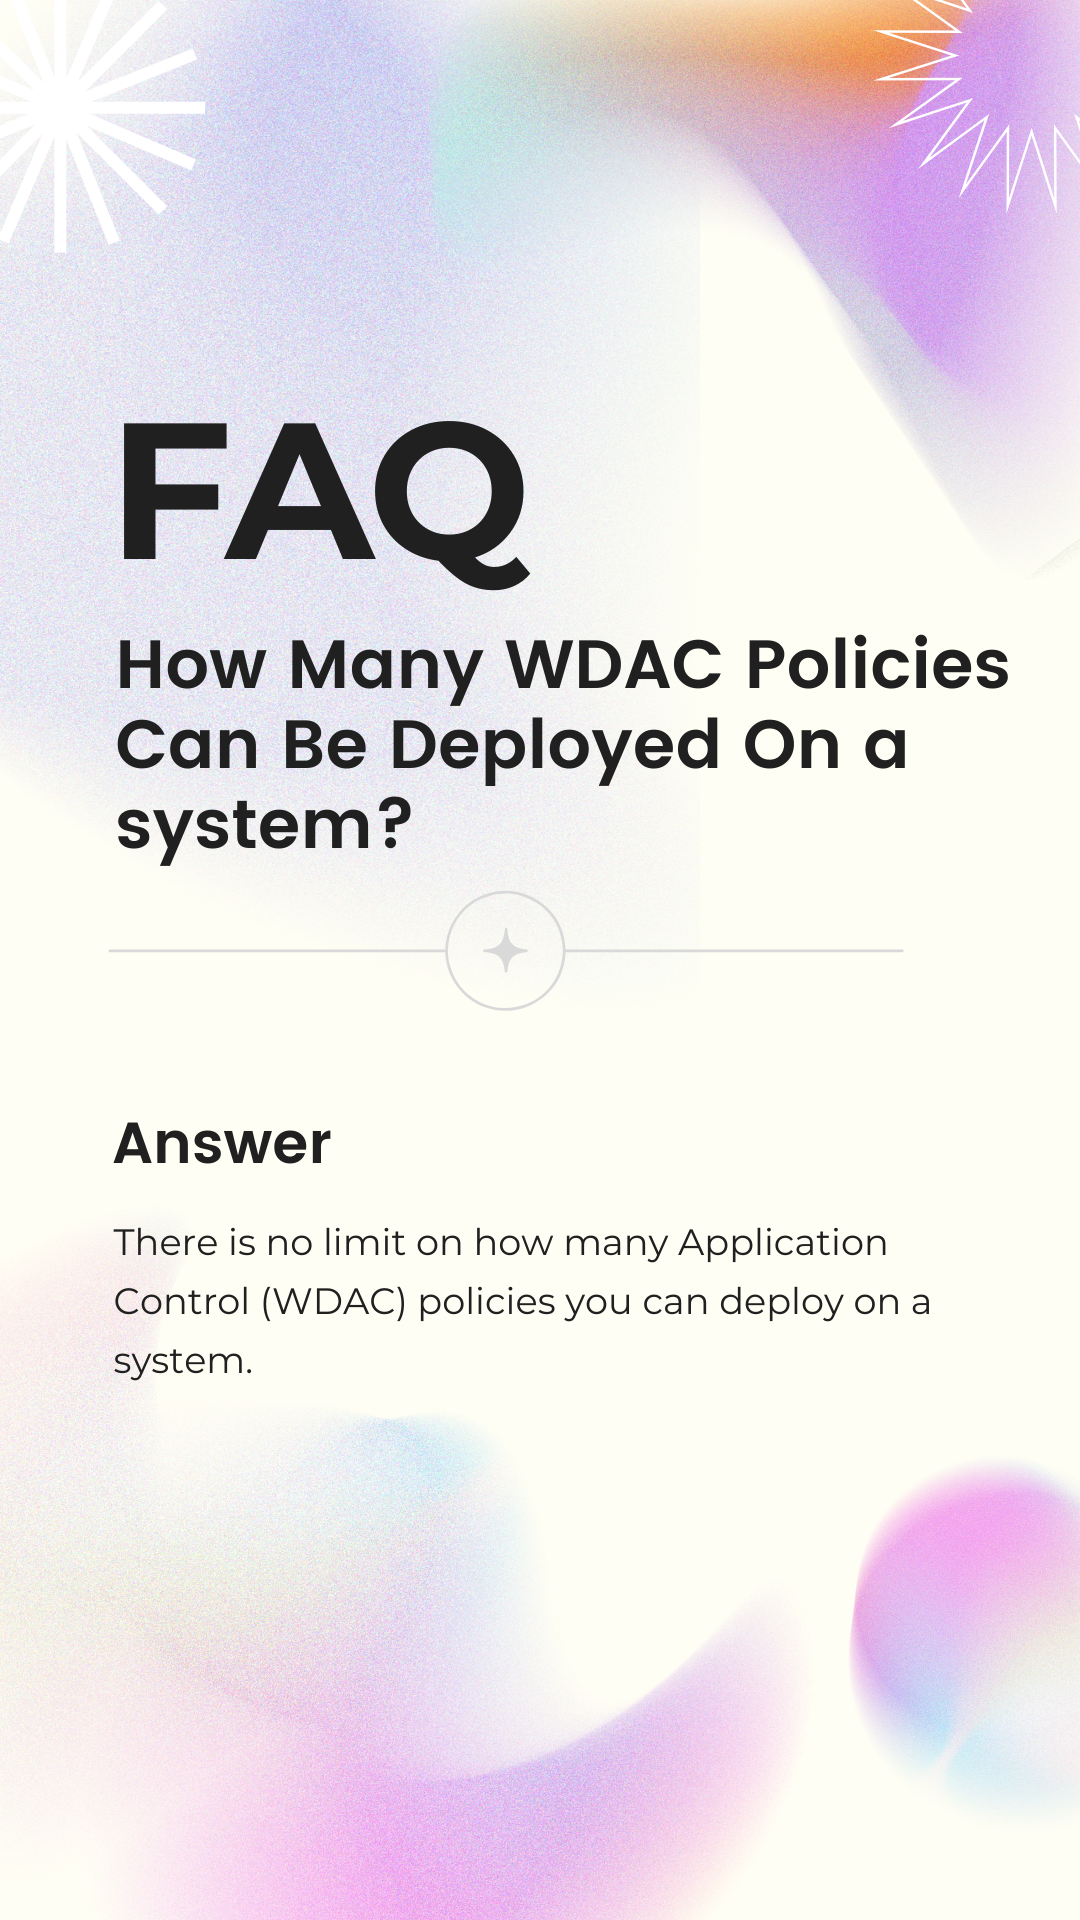 FAQ
How Many WDAC Policies
Can Be Deployed On a
system?
Answer
There is no limit on how many Application
Control (WDAC) policies you can deploy on a
system.